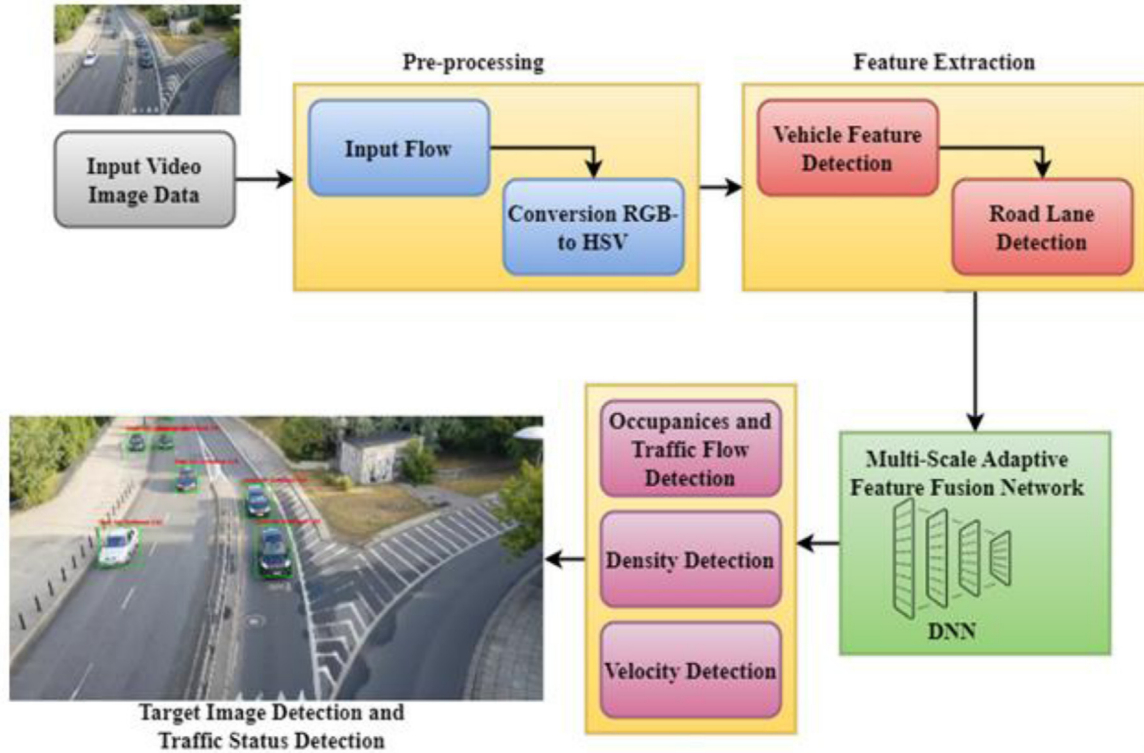 Pre-processing
Feature Extraction
Input Video
Image Data
Input Flow
Conversion RGB-
to HSV
Vehicle Feature
Detection
Road Lane
Detection
Multi-Scale Adaptive
Feature Fusion Network
DNN
Occupanices and
Traffic Flow
Detection
Density Detection
Velocity Detection
Target Image Detection and
Traffic Status Detection